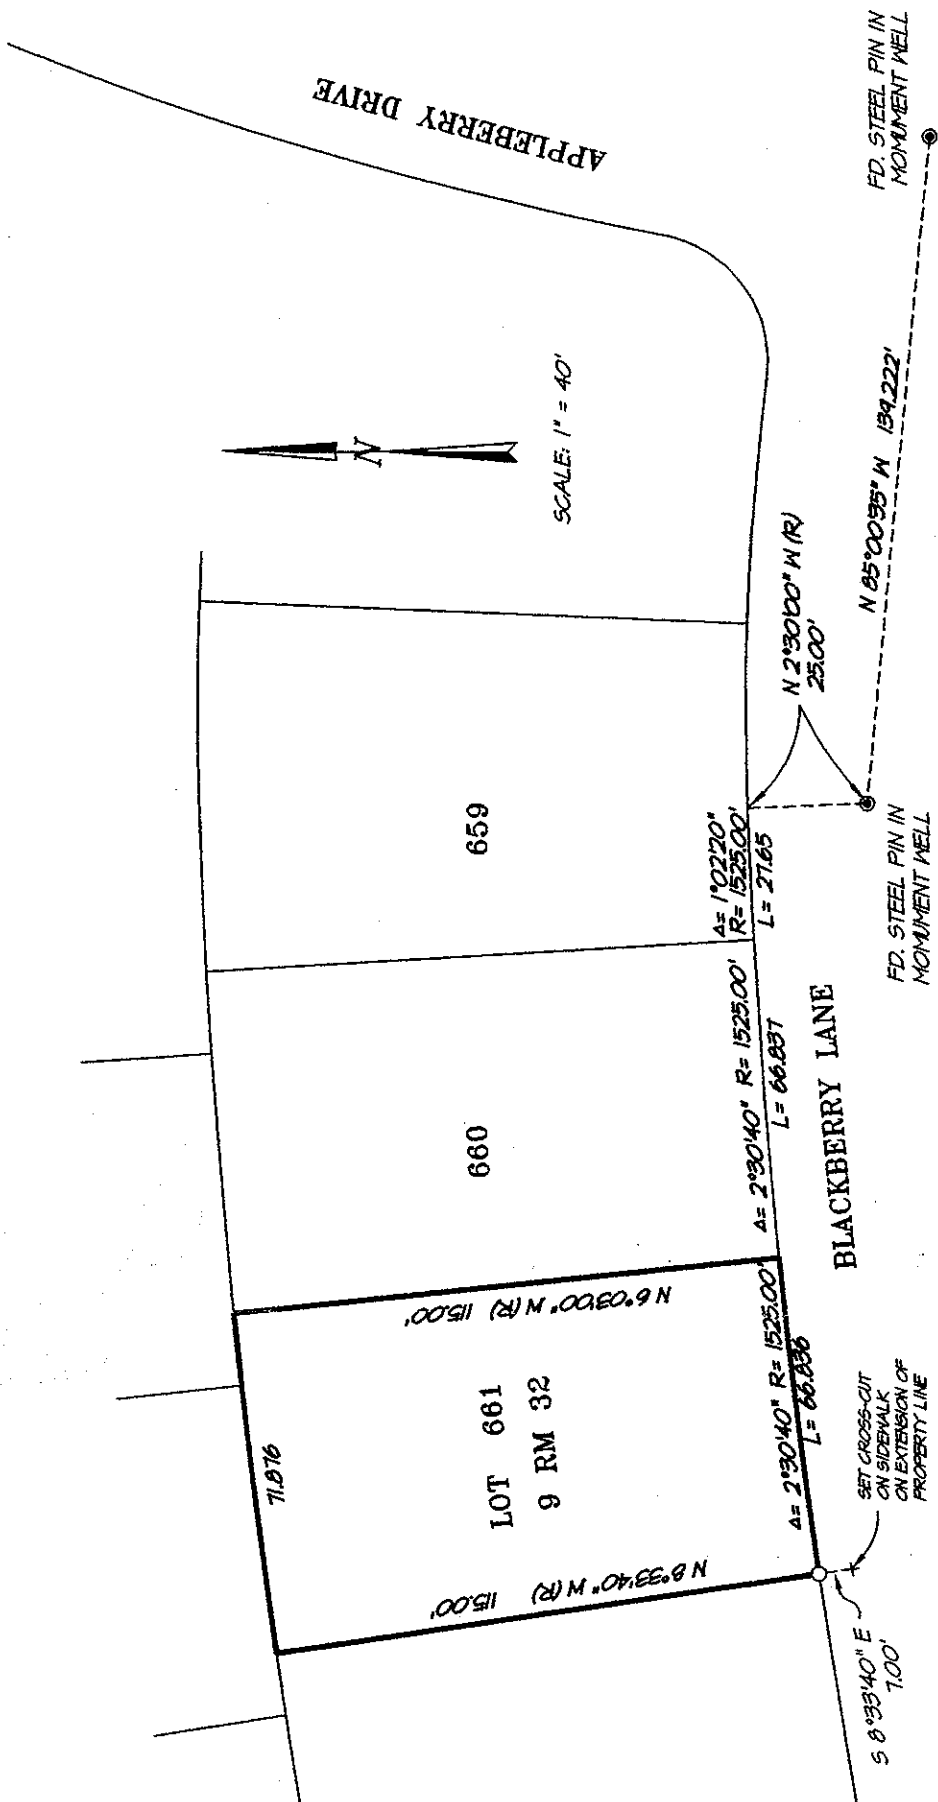 APPLEBERRY DRIVE
FD. STEEL PIN IN
MONUMENT WELL
N
SCALE: 1" = 40'
N 85°00'35" W 139.222'
N 2°30'00" W (R)
25.00'
659
Δ= 1°02'20"
R= 1525.00'
L= 27.65
FD. STEEL PIN IN
MONUMENT WELL
660
Δ= 2°30'40" R= 1525.00'
L= 66.837
BLACKBERRY LANE
N 6°03'00" W (R) 115.00'
71.876
LOT 661
9 RM 32
Δ= 2°30'40" R= 1525.00'
L= 66.836
N 8°33'40" W (R) 115.00'
SET CROSS-CUT
ON SIDEWALK
ON EXTENSION OF
PROPERTY LINE
S 8°33'40" E
7.00'